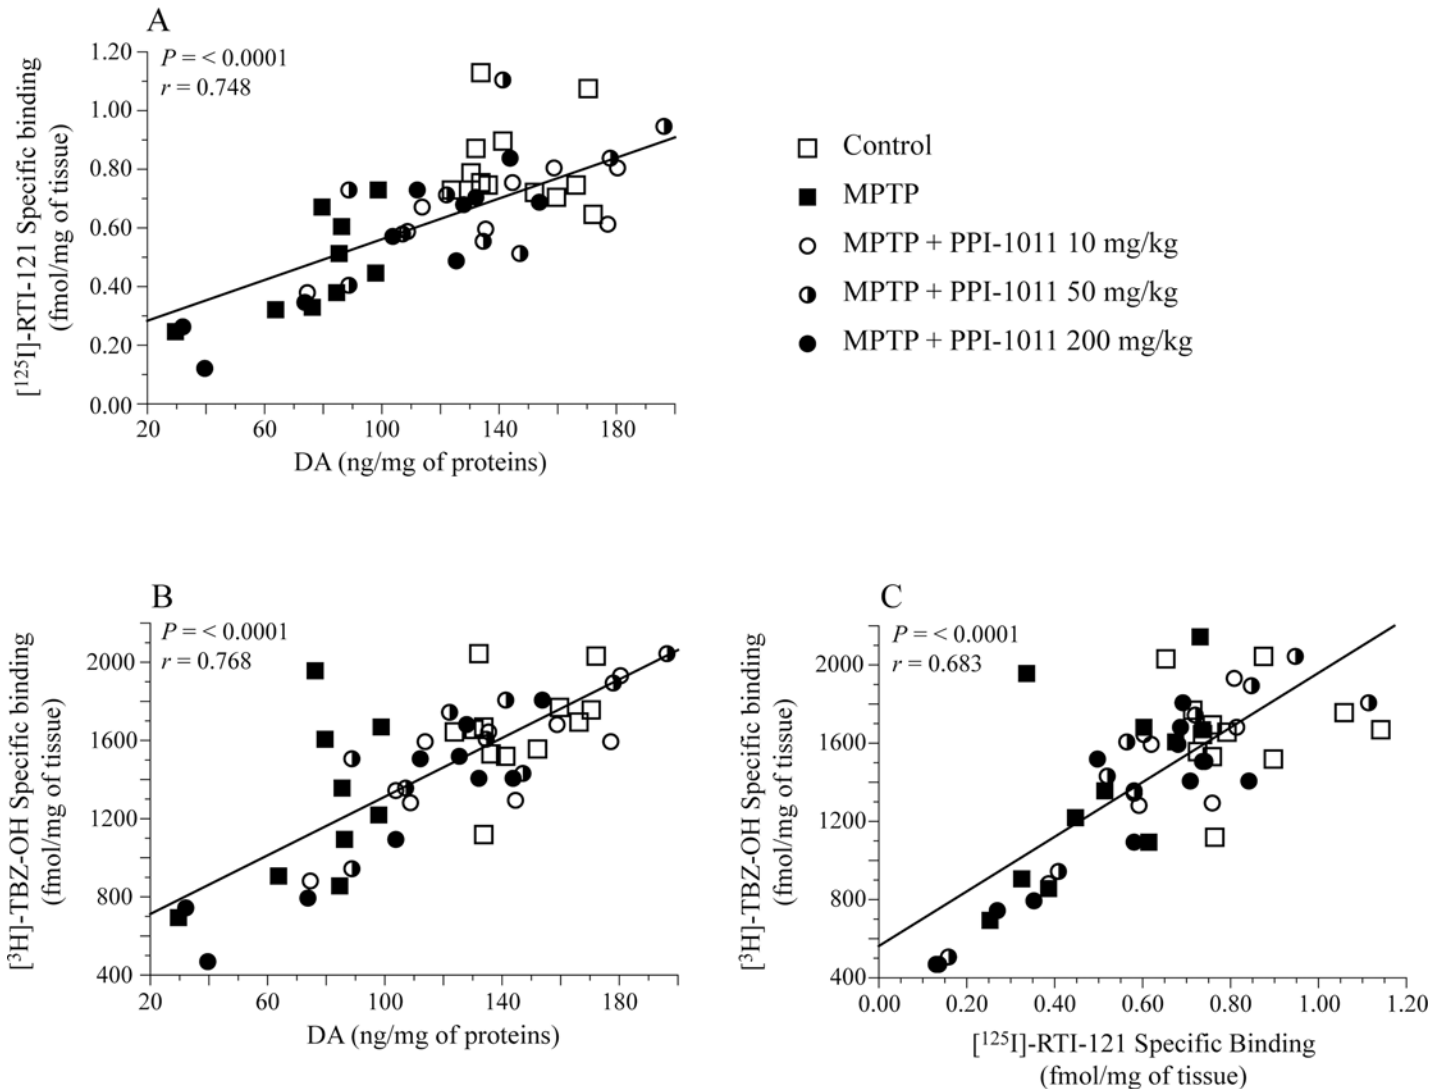 A
P = < 0.0001
r = 0.748
[¹²⁵I]-RTI-121 Specific binding
(fmol/mg of tissue)
1.20
1.00
0.80
0.60
0.40
0.20
0.00
20 60 100 140 180
DA (ng/mg of proteins)
Control
MPTP
MPTP + PPI-1011 10 mg/kg
MPTP + PPI-1011 50 mg/kg
MPTP + PPI-1011 200 mg/kg
B
P = < 0.0001
r = 0.768
[³H]-TBZ-OH Specific binding
(fmol/mg of tissue)
2000
1600
1200
800
400
20 60 100 140 180
DA (ng/mg of proteins)
C
P = < 0.0001
r = 0.683
[³H]-TBZ-OH Specific binding
(fmol/mg of tissue)
2000
1600
1200
800
400
0.00 0.20 0.40 0.60 0.80 1.00 1.20
[¹²⁵I]-RTI-121 Specific Binding
(fmol/mg of tissue)